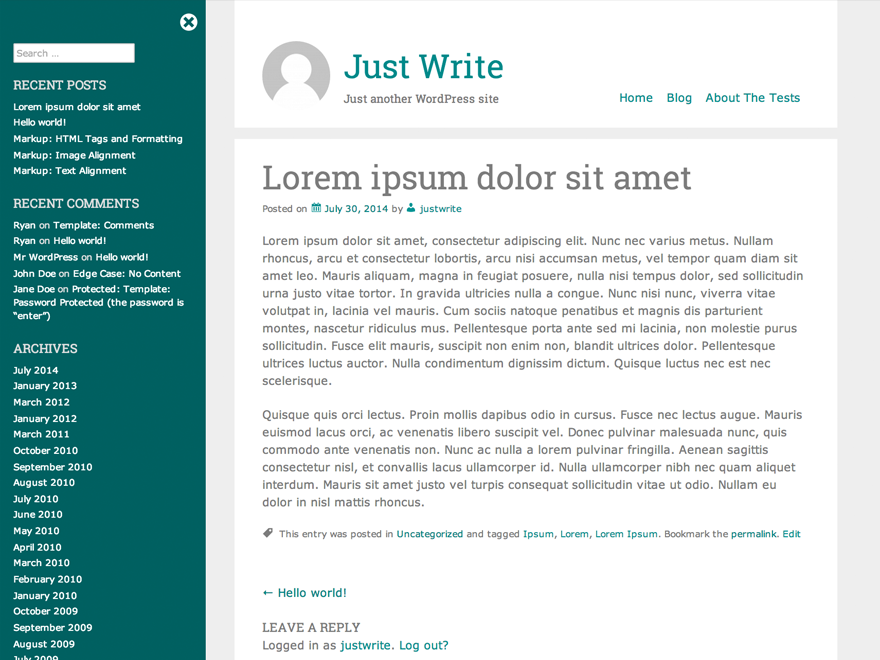 Search ...
RECENT POSTS
Lorem ipsum dolor sit amet
Hello world!
Markup: HTML Tags and Formatting
Markup: Image Alignment
Markup: Text Alignment
RECENT COMMENTS
Ryan on Template: Comments
Ryan on Hello world!
Mr WordPress on Hello world!
John Doe on Edge Case: No Content
Jane Doe on Protected: Template:
Password Protected (the password is
“enter”)
ARCHIVES
July 2014
January 2013
March 2012
January 2012
March 2011
October 2010
September 2010
August 2010
July 2010
June 2010
May 2010
April 2010
March 2010
February 2010
January 2010
October 2009
September 2009
August 2009
July 2009
Just Write
Just another WordPress site
Home Blog About The Tests
Lorem ipsum dolor sit amet
Posted on July 30, 2014 by justwrite
Lorem ipsum dolor sit amet, consectetur adipiscing elit. Nunc nec varius metus. Nullam
rhoncus, arcu et consectetur lobortis, arcu nisi accumsan metus, vel tempor quam diam sit
amet leo. Mauris aliquam, magna in feugiat posuere, nulla nisi tempus dolor, sed sollicitudin
urna justo vitae tortor. In gravida ultricies nulla a congue. Nunc nisi nunc, viverra vitae
volutpat in, lacinia vel mauris. Cum sociis natoque penatibus et magnis dis parturient
montes, nascetur ridiculus mus. Pellentesque porta ante sed mi lacinia, non molestie purus
sollicitudin. Fusce elit mauris, suscipit non enim non, blandit ultrices dolor. Pellentesque
ultrices luctus auctor. Nulla condimentum dignissim dictum. Quisque luctus nec est nec
scelerisque.
Quisque quis orci lectus. Proin mollis dapibus odio in cursus. Fusce nec lectus augue. Mauris
euismod lacus orci, ac venenatis libero suscipit vel. Donec pulvinar malesuada nunc, quis
commodo ante venenatis non. Nunc ac nulla a lorem pulvinar fringilla. Aenean sagittis
consectetur nisl, et convallis lacus ullamcorper id. Nulla ullamcorper nibh nec quam aliquet
interdum. Mauris sit amet justo vel turpis consequat sollicitudin vitae ut odio. Nullam eu
dolor in nisl mattis rhoncus.
This entry was posted in Uncategorized and tagged Ipsum, Lorem, Lorem Ipsum. Bookmark the permalink. Edit
← Hello world!
LEAVE A REPLY
Logged in as justwrite. Log out?